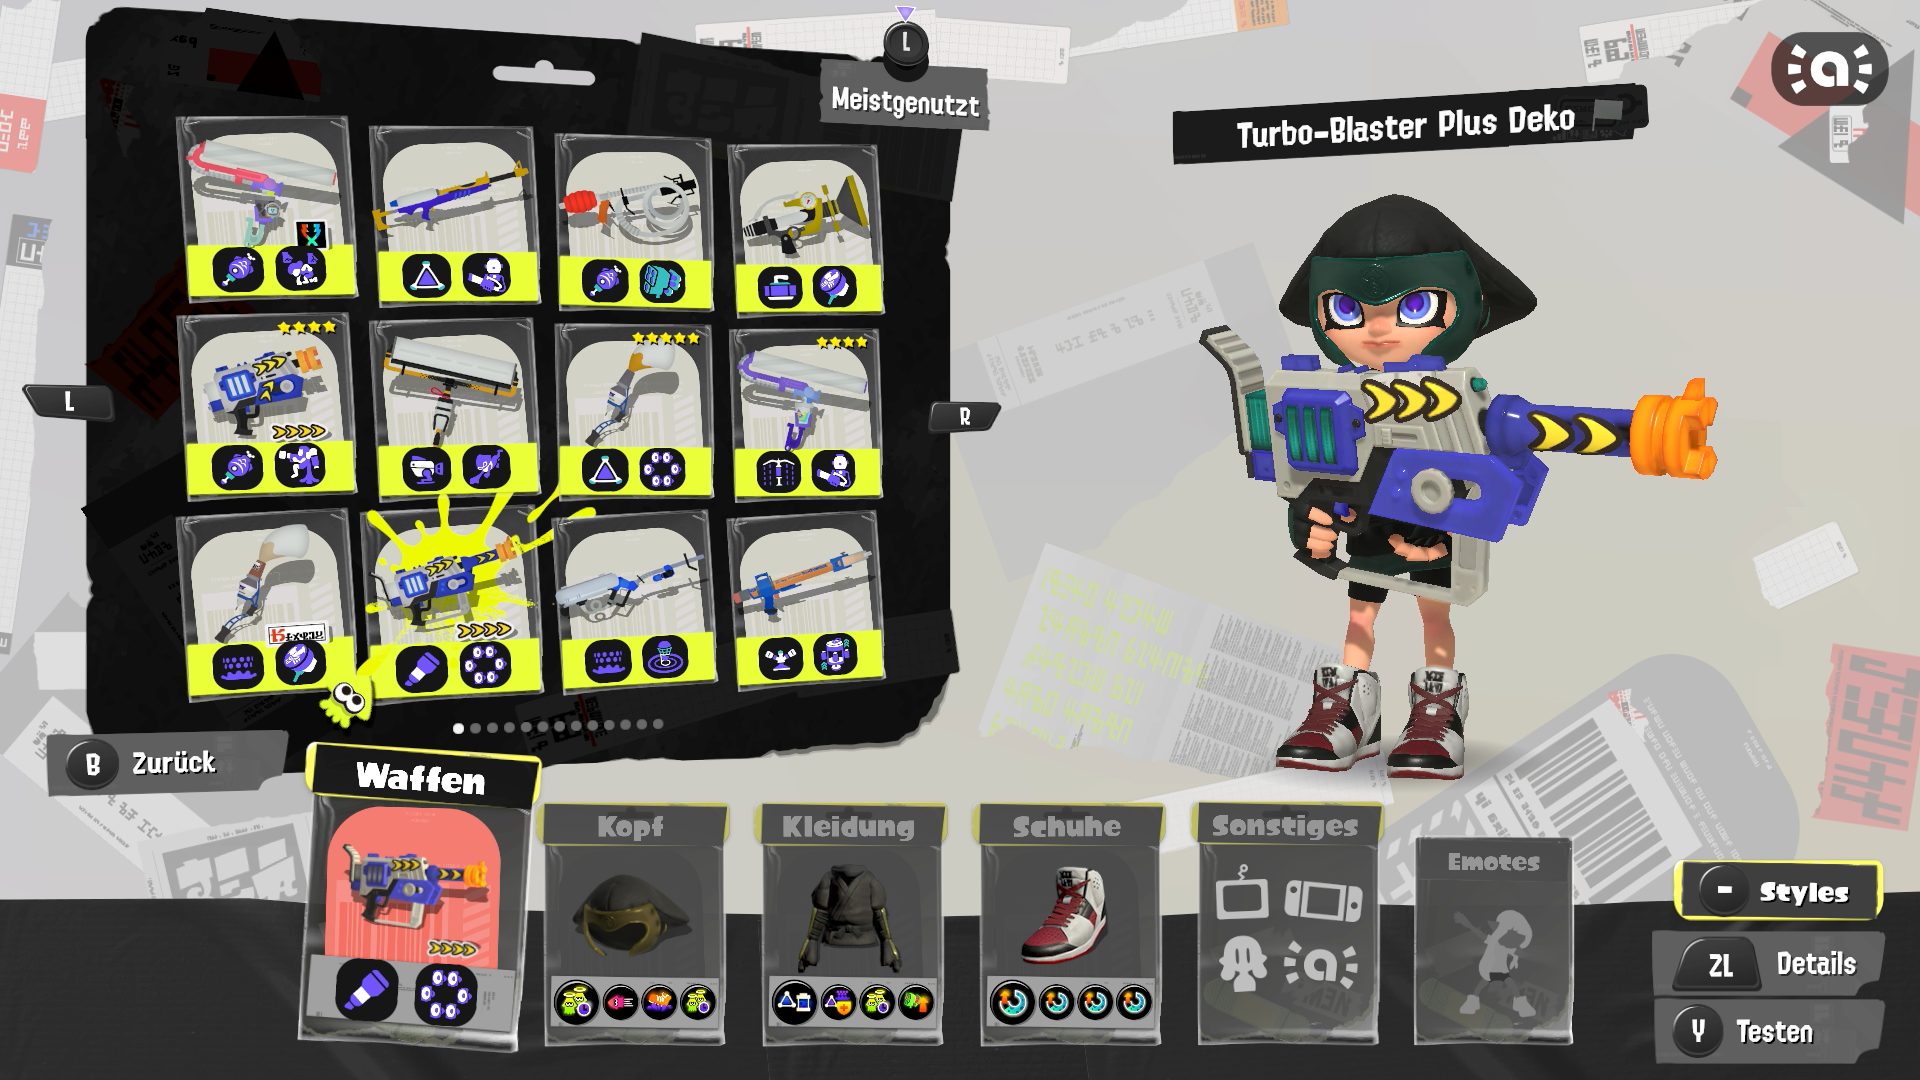 L
Meistgenutzt
Turbo-Blaster Plus Deko
L
R
B Zurück
Waffen
Kopf
Kleidung
Schuhe
Sonstiges
Emotes
- Styles
ZL Details
Y Testen